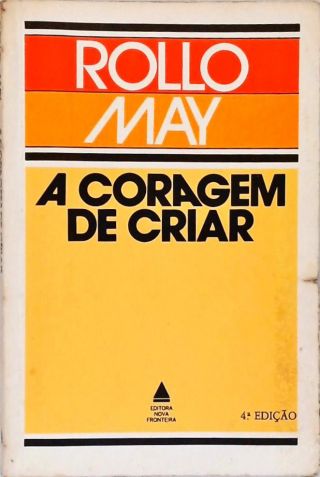 ROLLO
MAY
A CORAGEM
DE CRIAR
EDITORA
NOVA
FRONTEIRA
4ª EDIÇÃO